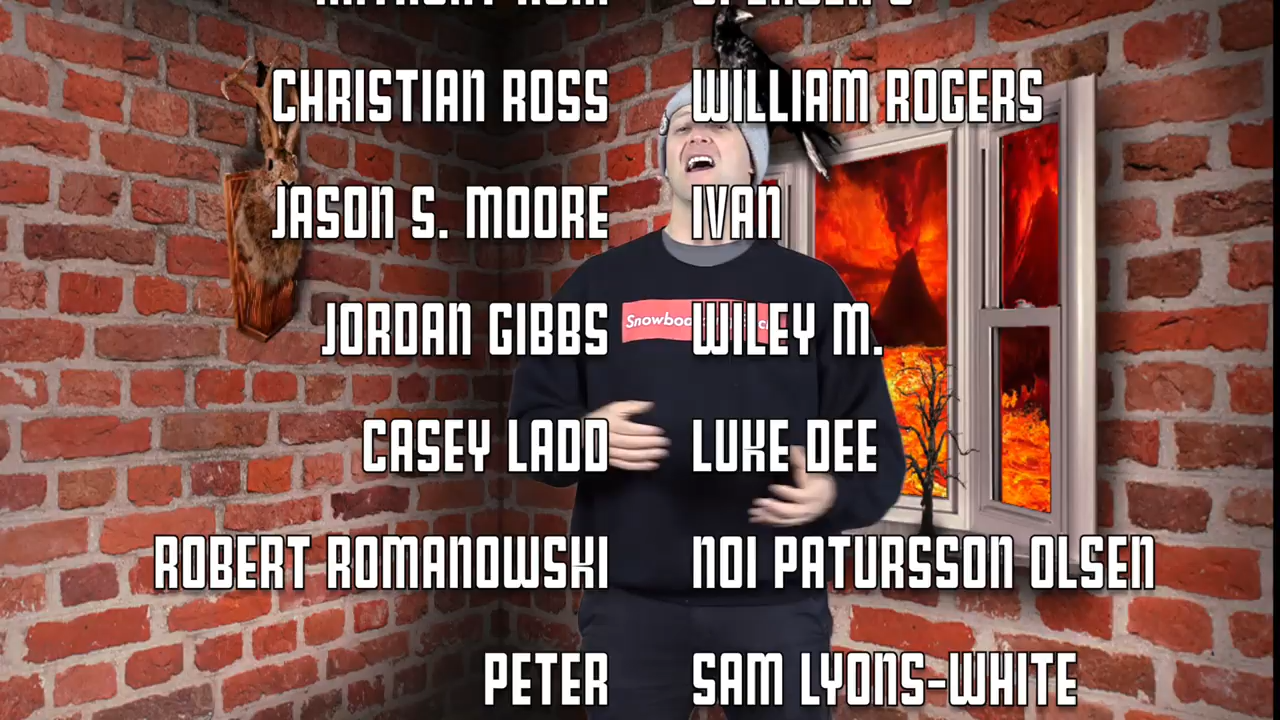 CHRISTIAN ROSS WILLIAM ROGERS
JASON S. MOORE IVAN
JORDAN GIBBS WILEY M.
CASEY LADD LUKE DEE
ROBERT ROMANOWSKI NOI PATURSSON OLSEN
PETER SAM LYONS-WHITE